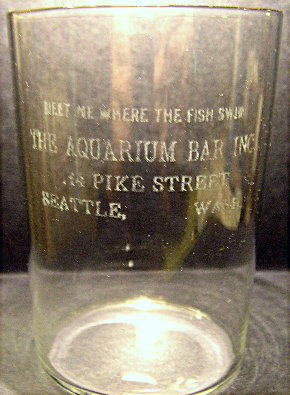 MEET ME WHERE THE FISH SWIM
THE AQUARIUM BAR INC
PIKE STREET
SEATTLE, WASH